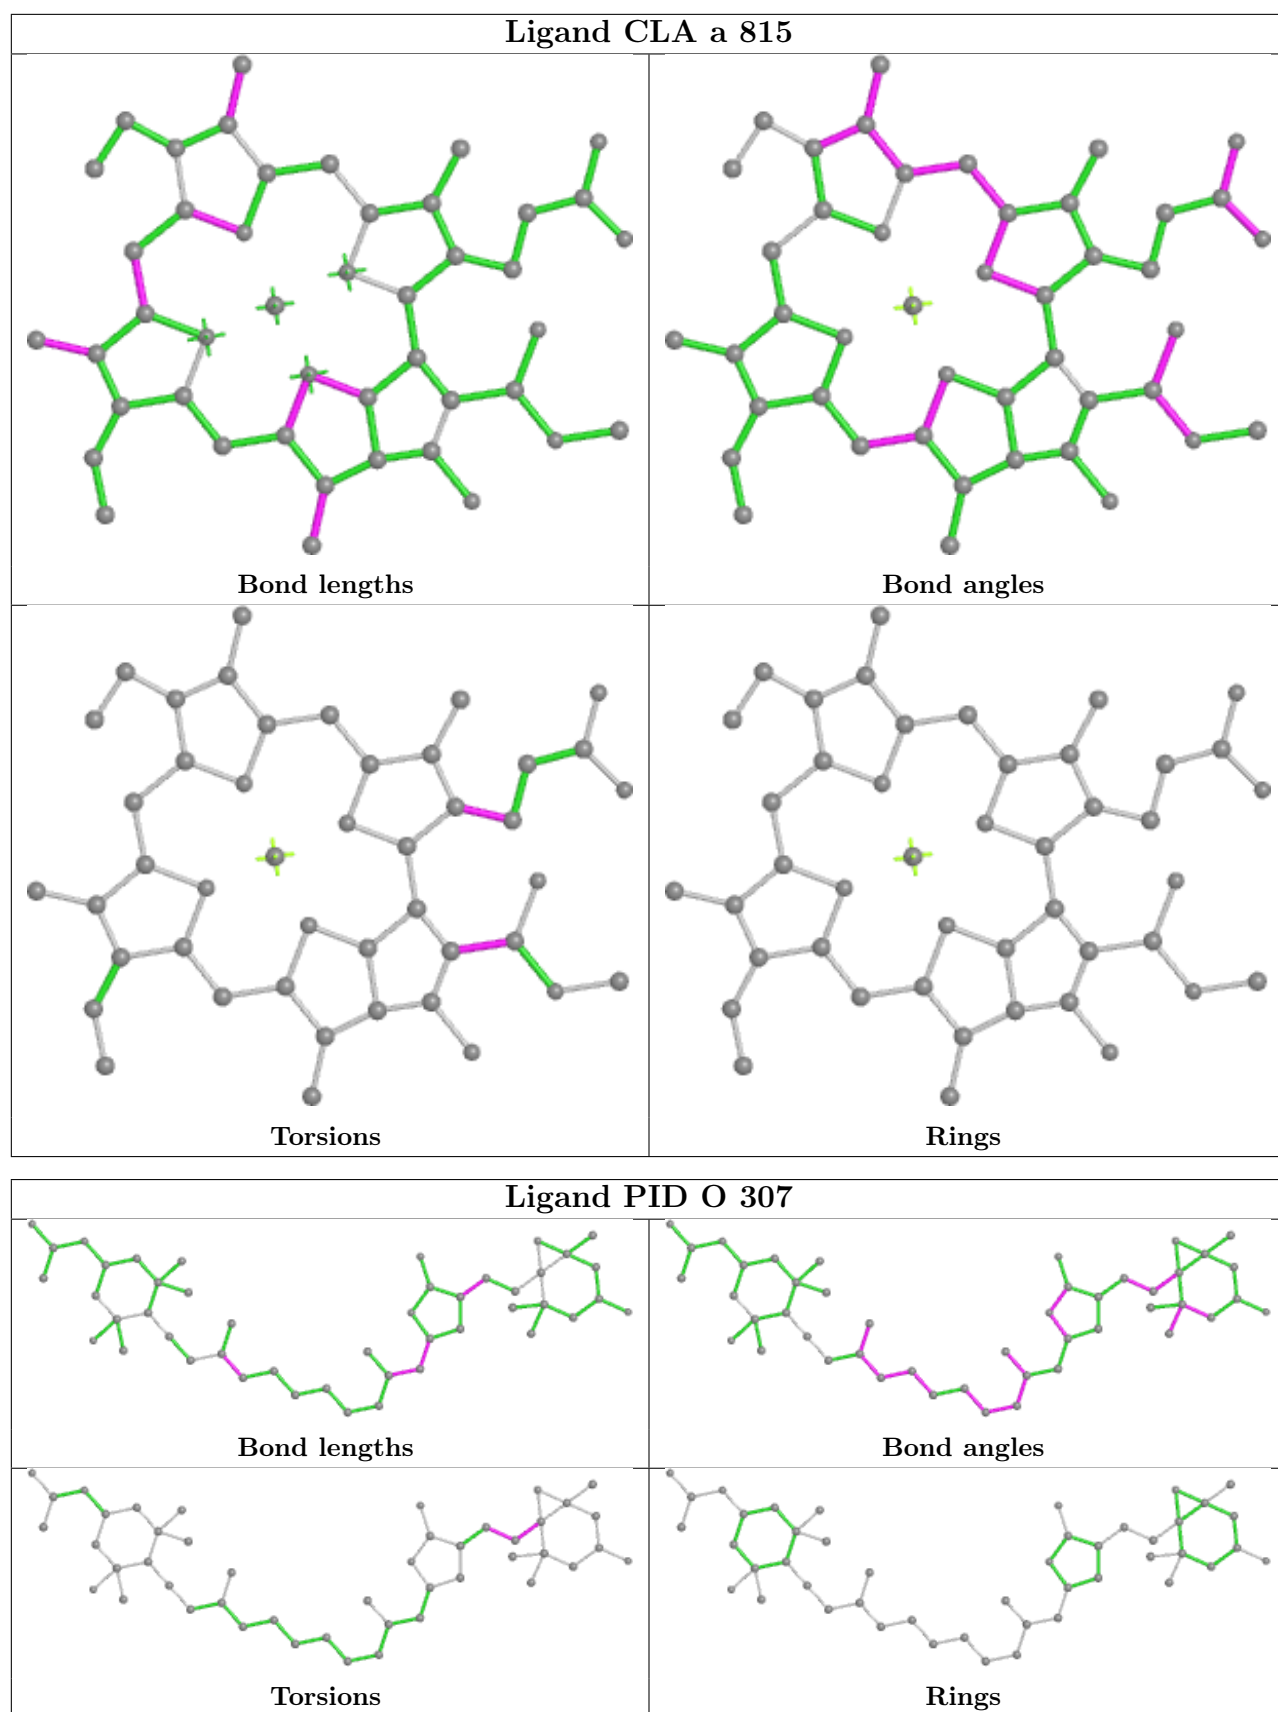 Ligand CLA a 815
Bond lengths
Bond angles
Torsions
Rings
Ligand PID O 307
Bond lengths
Bond angles
Torsions
Rings